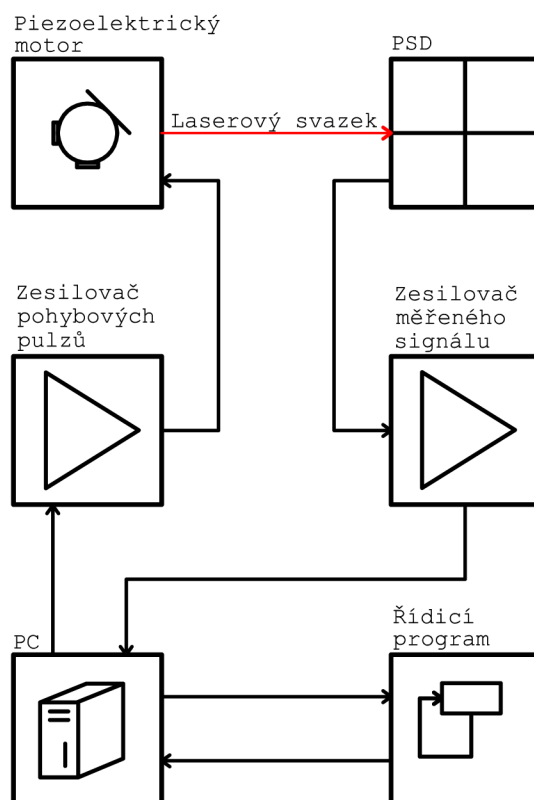 Piezoelektrický
motor
PSD
Laserový svazek
Zesilovač
pohybových
pulzů
Zesilovač
měřeného
signálu
PC
Řídicí
program